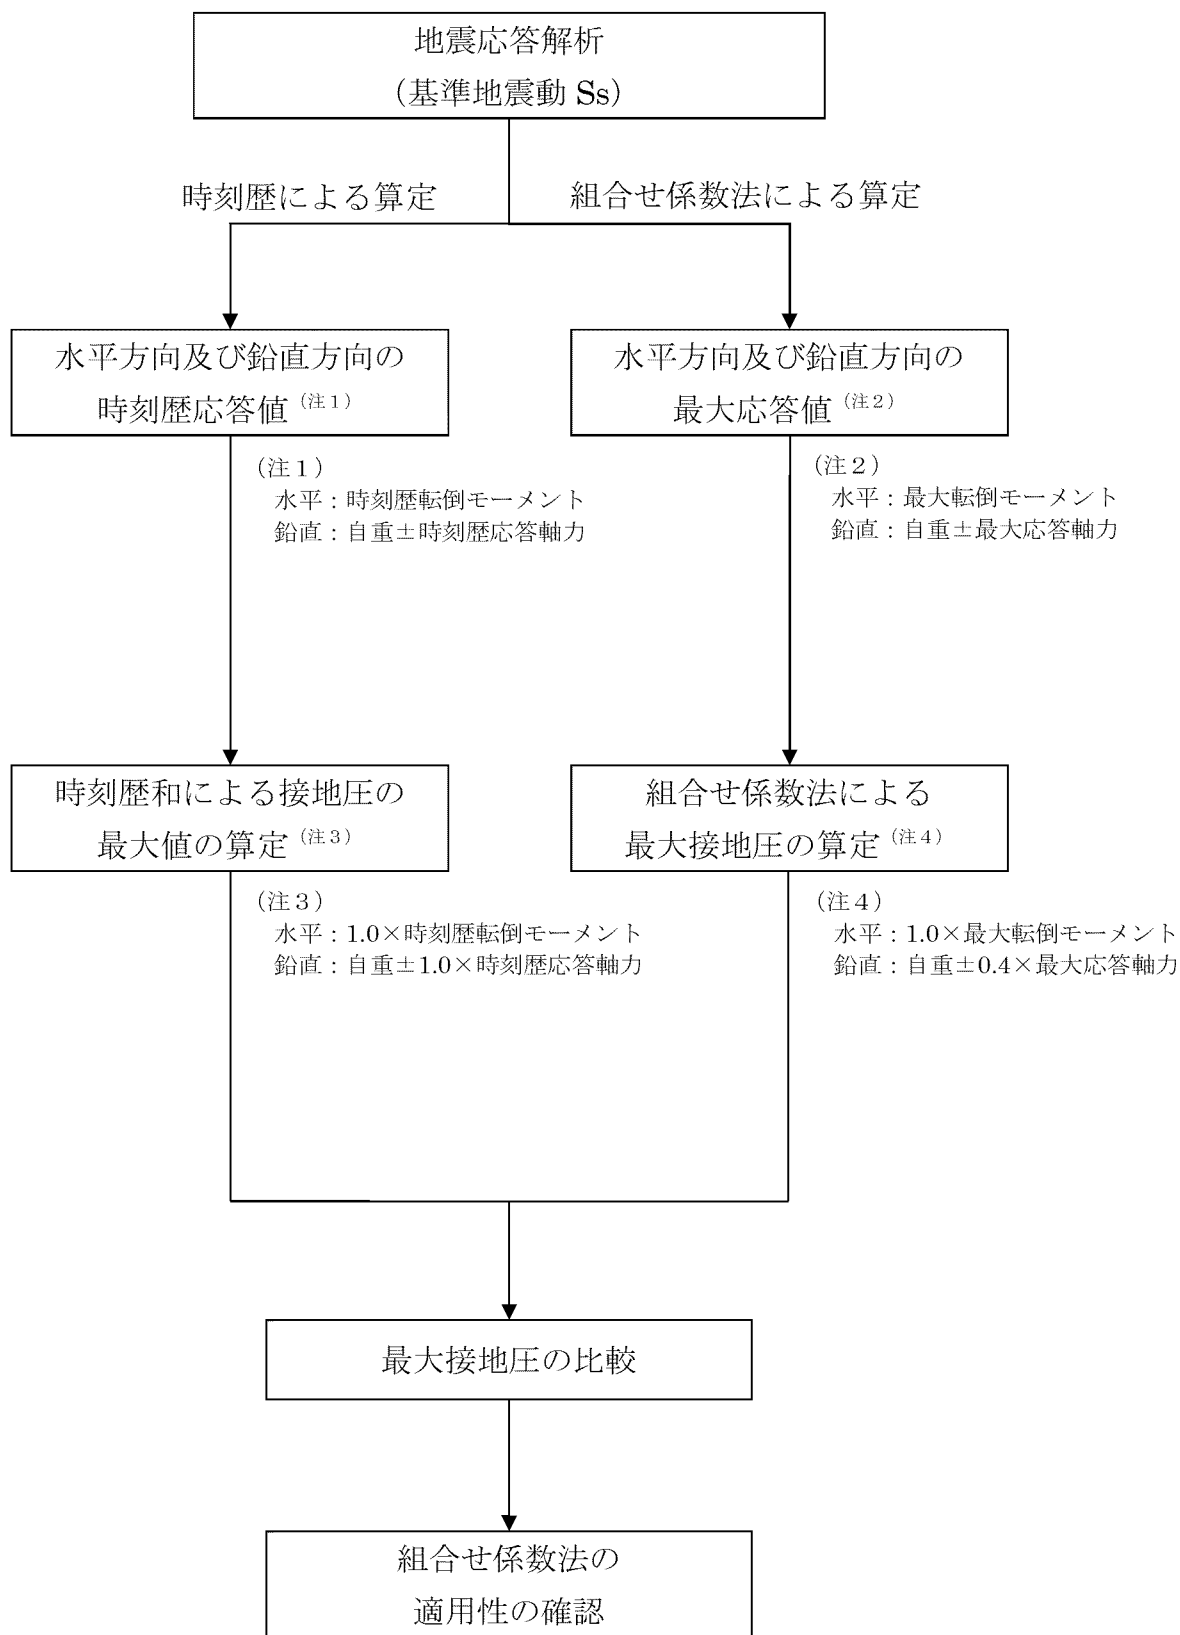 地震応答解析
（基準地震動 Ss）
時刻歴による算定
組合せ係数法による算定
水平方向及び鉛直方向の
時刻歴応答値（注１）
水平方向及び鉛直方向の
最大応答値（注２）
（注１）
水平：時刻歴転倒モーメント
鉛直：自重±時刻歴応答軸力
（注２）
水平：最大転倒モーメント
鉛直：自重±最大応答軸力
時刻歴和による接地圧の
最大値の算定（注３）
組合せ係数法による
最大接地圧の算定（注４）
（注３）
水平：1.0×時刻歴転倒モーメント
鉛直：自重±1.0×時刻歴応答軸力
（注４）
水平：1.0×最大転倒モーメント
鉛直：自重±0.4×最大応答軸力
最大接地圧の比較
組合せ係数法の
適用性の確認